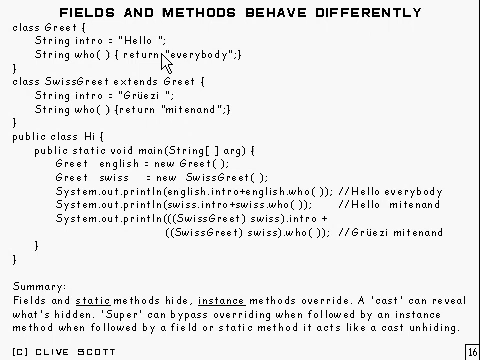 FIELDS AND METHODS BEHAVE DIFFERENTLY
class Greet {
String intro = "Hello ";
String who( ) { return "everybody";}
}
class SwissGreet extends Greet {
String intro = "Grüezi ";
String who( ) {return "mitenand";}
}
public class Hi {
public static void main(String[ ] arg) {
Greet english = new Greet( );
Greet swiss = new SwissGreet( );
System.out.println(english.intro+english.who( )); //Hello everybody
System.out.println(swiss.intro+swiss.who( )); //Hello mitenand
System.out.println(((SwissGreet) swiss).intro +
((SwissGreet) swiss).who( )); //Grüezi mitenand
}
}
Summary:
Fields and static methods hide, instance methods override. A 'cast' can reveal
what's hidden. 'Super' can bypass overriding when followed by an instance
method when followed by a field or static method it acts like a cast unhiding.
[C] CLIVE SCOTT
16